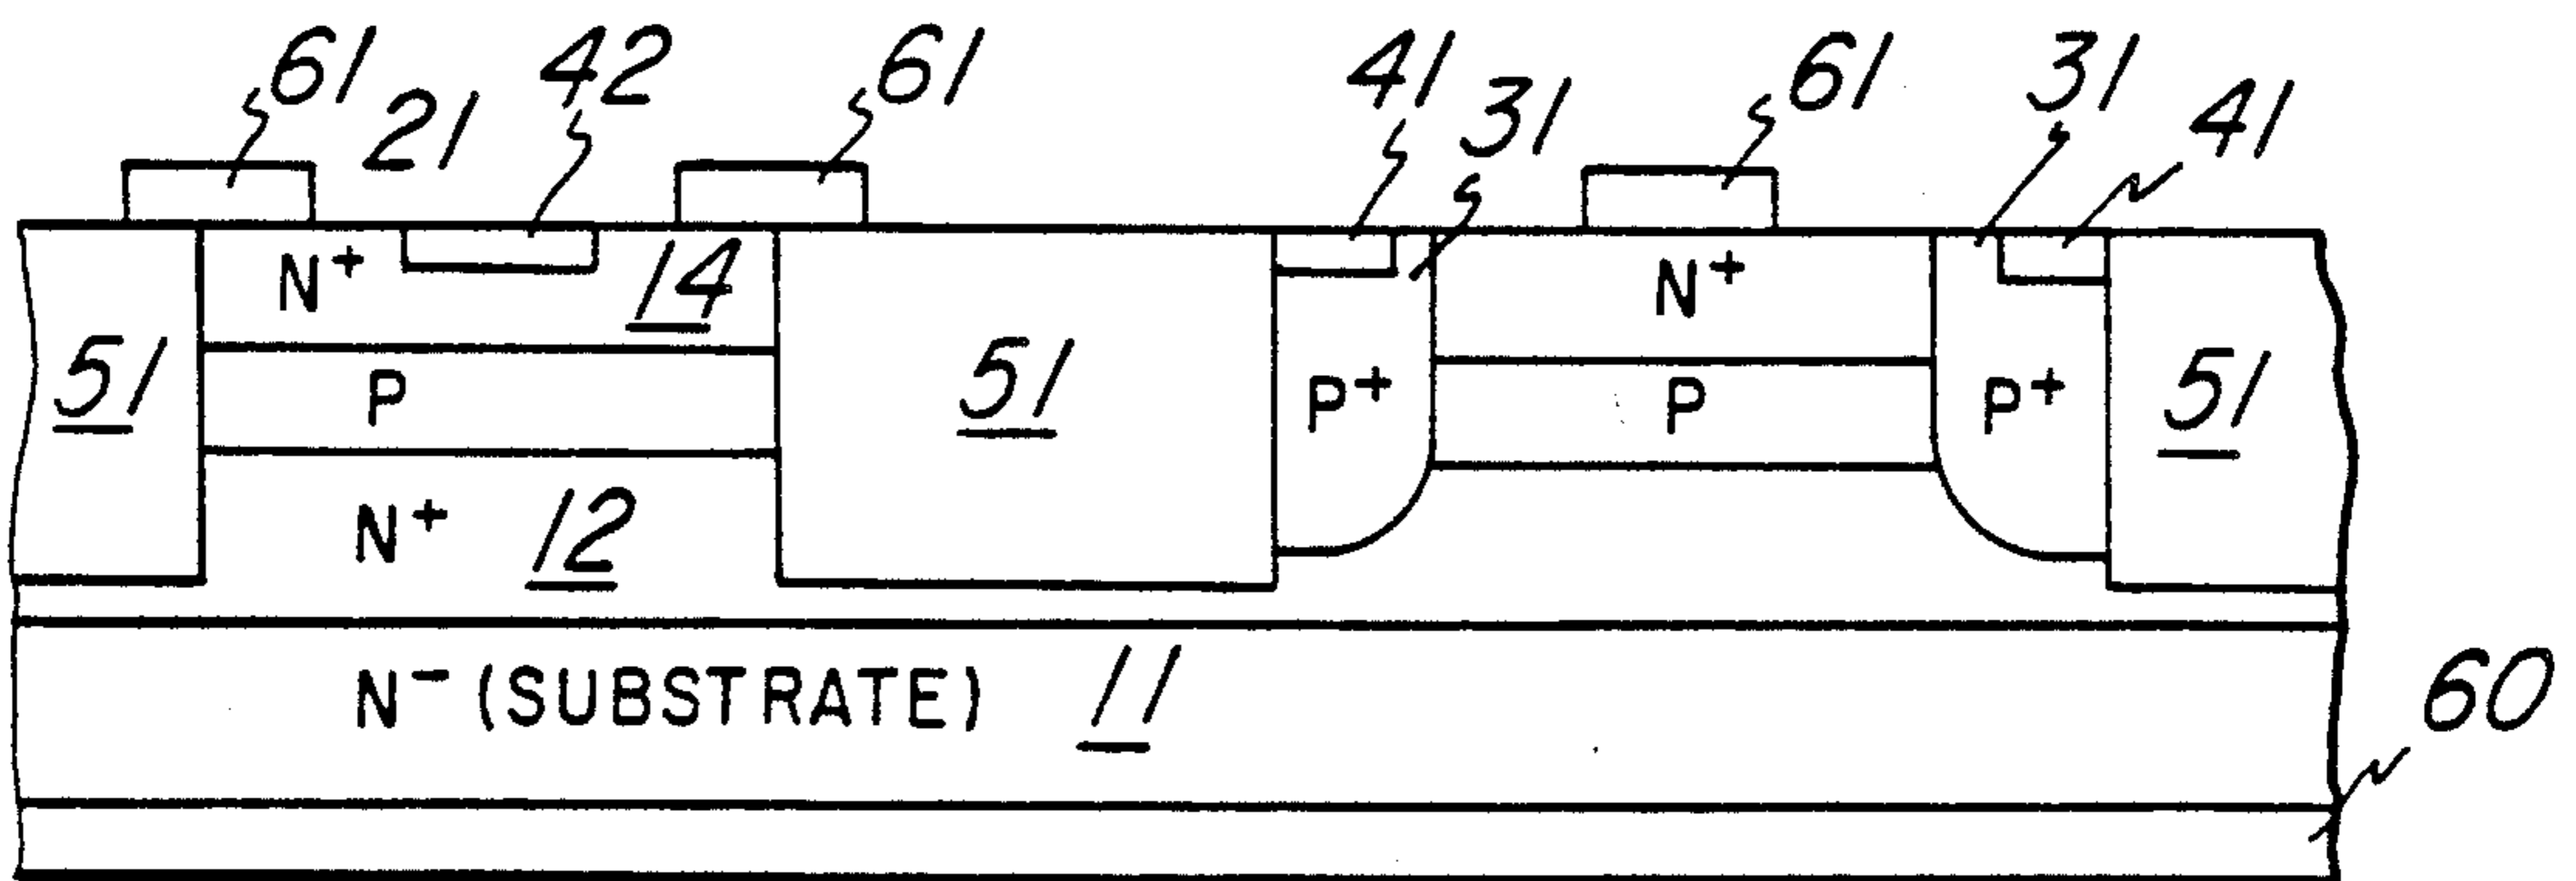 61 21 42 61 41 31 61 31 41
N+ 14 N+
51 P 51 P+ P P+ 51
N+ 12
N- (SUBSTRATE) 11 60